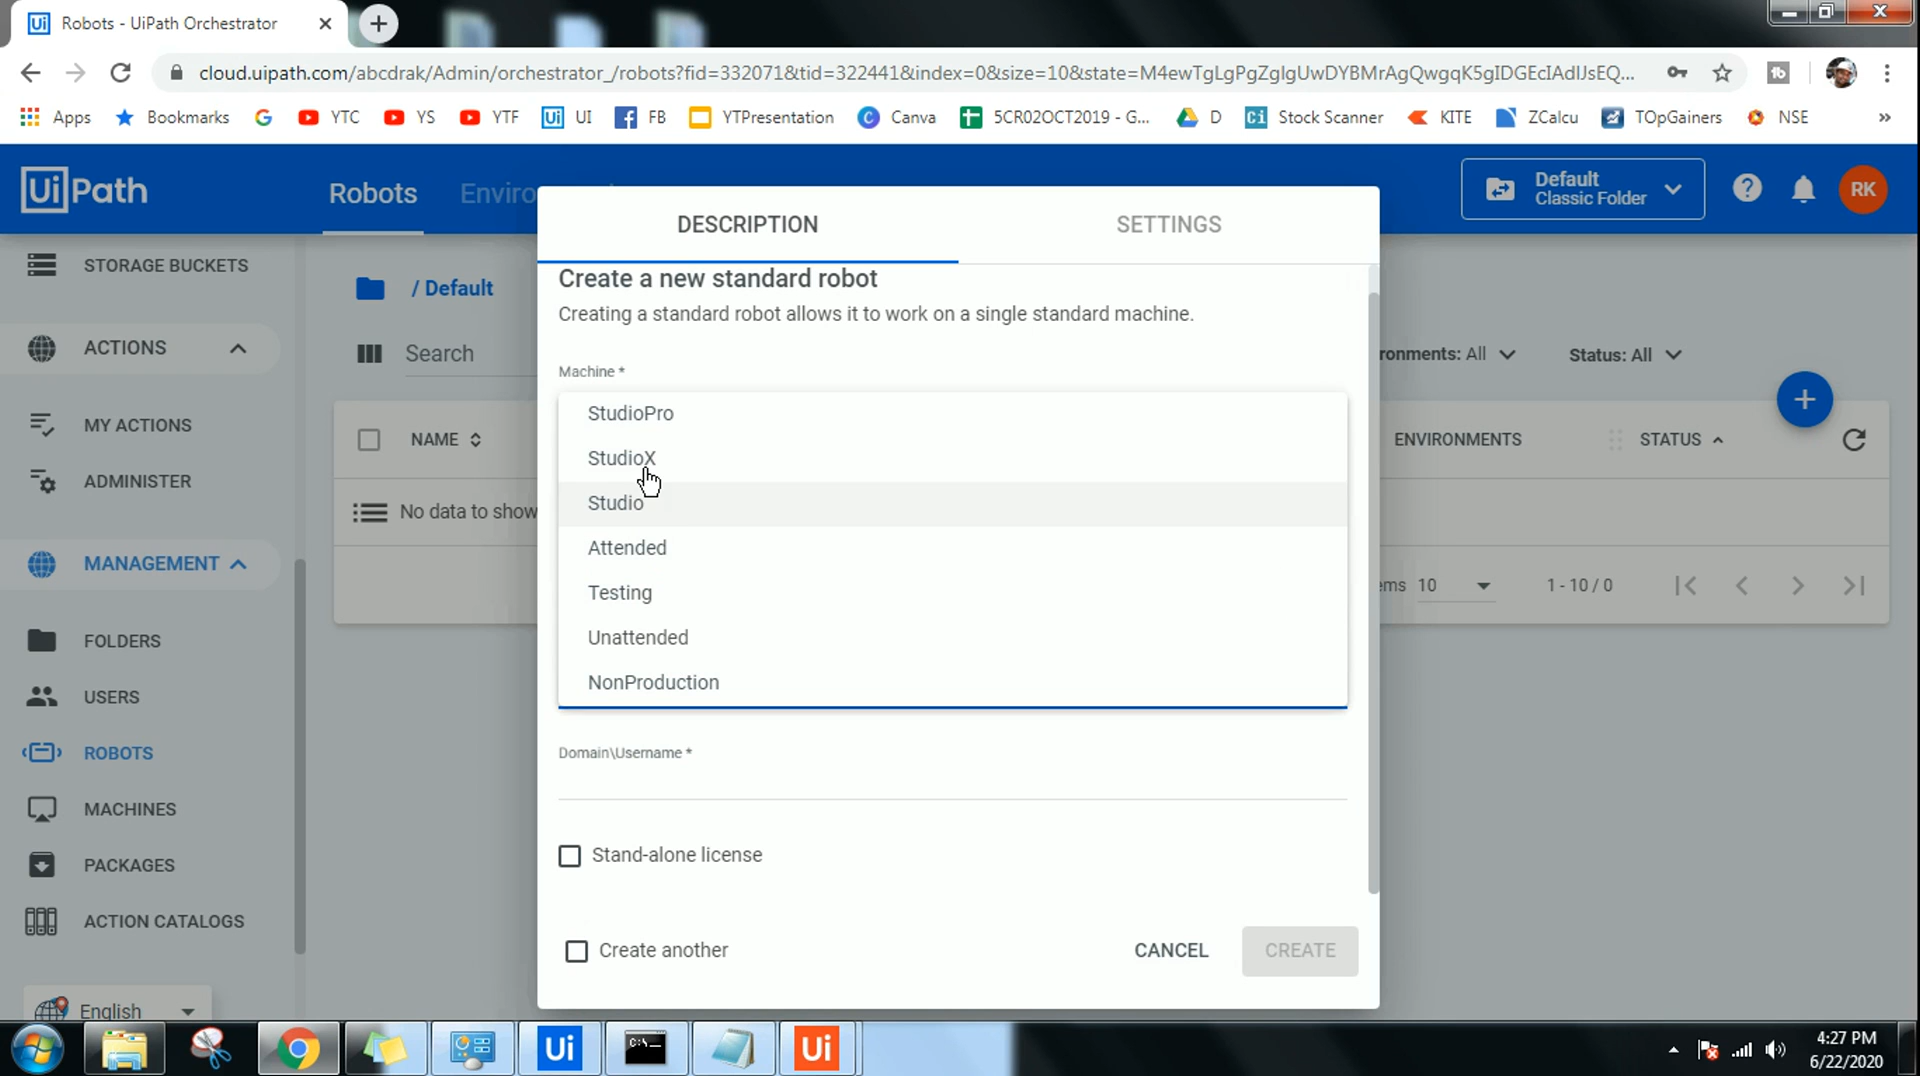 Robots - UiPath Orchestrator
cloud.uipath.com/abcdrak/Admin/orchestrator_/robots?fid=332071&tid=322441&index=0&size=10&state=M4ewTgLgPgZglgUwDYBMrAgQwgqK5gIDGEcIAdIJsEQ...
Apps Bookmarks YTC YS YTF UI FB YTPresentation Canva 5CR02OCT2019 - G... D Stock Scanner KITE ZCalcu TOpGainers NSE »
UiPath Robots Enviro Default
Classic Folder RK
DESCRIPTION SETTINGS
STORAGE BUCKETS
/ Default
Create a new standard robot
Creating a standard robot allows it to work on a single standard machine.
ACTIONS
Search
ronments: All Status: All
Machine *
StudioPro
MY ACTIONS
NAME ENVIRONMENTS STATUS
StudioX
ADMINISTER
Studio
No data to show
Attended
MANAGEMENT
Testing
ems 10 1 - 10 / 0
FOLDERS
Unattended
USERS
NonProduction
ROBOTS
Domain\Username *
MACHINES
PACKAGES
Stand-alone license
ACTION CATALOGS
Create another CANCEL CREATE
English
Ui C:\ Ui
4:27 PM
6/22/2020